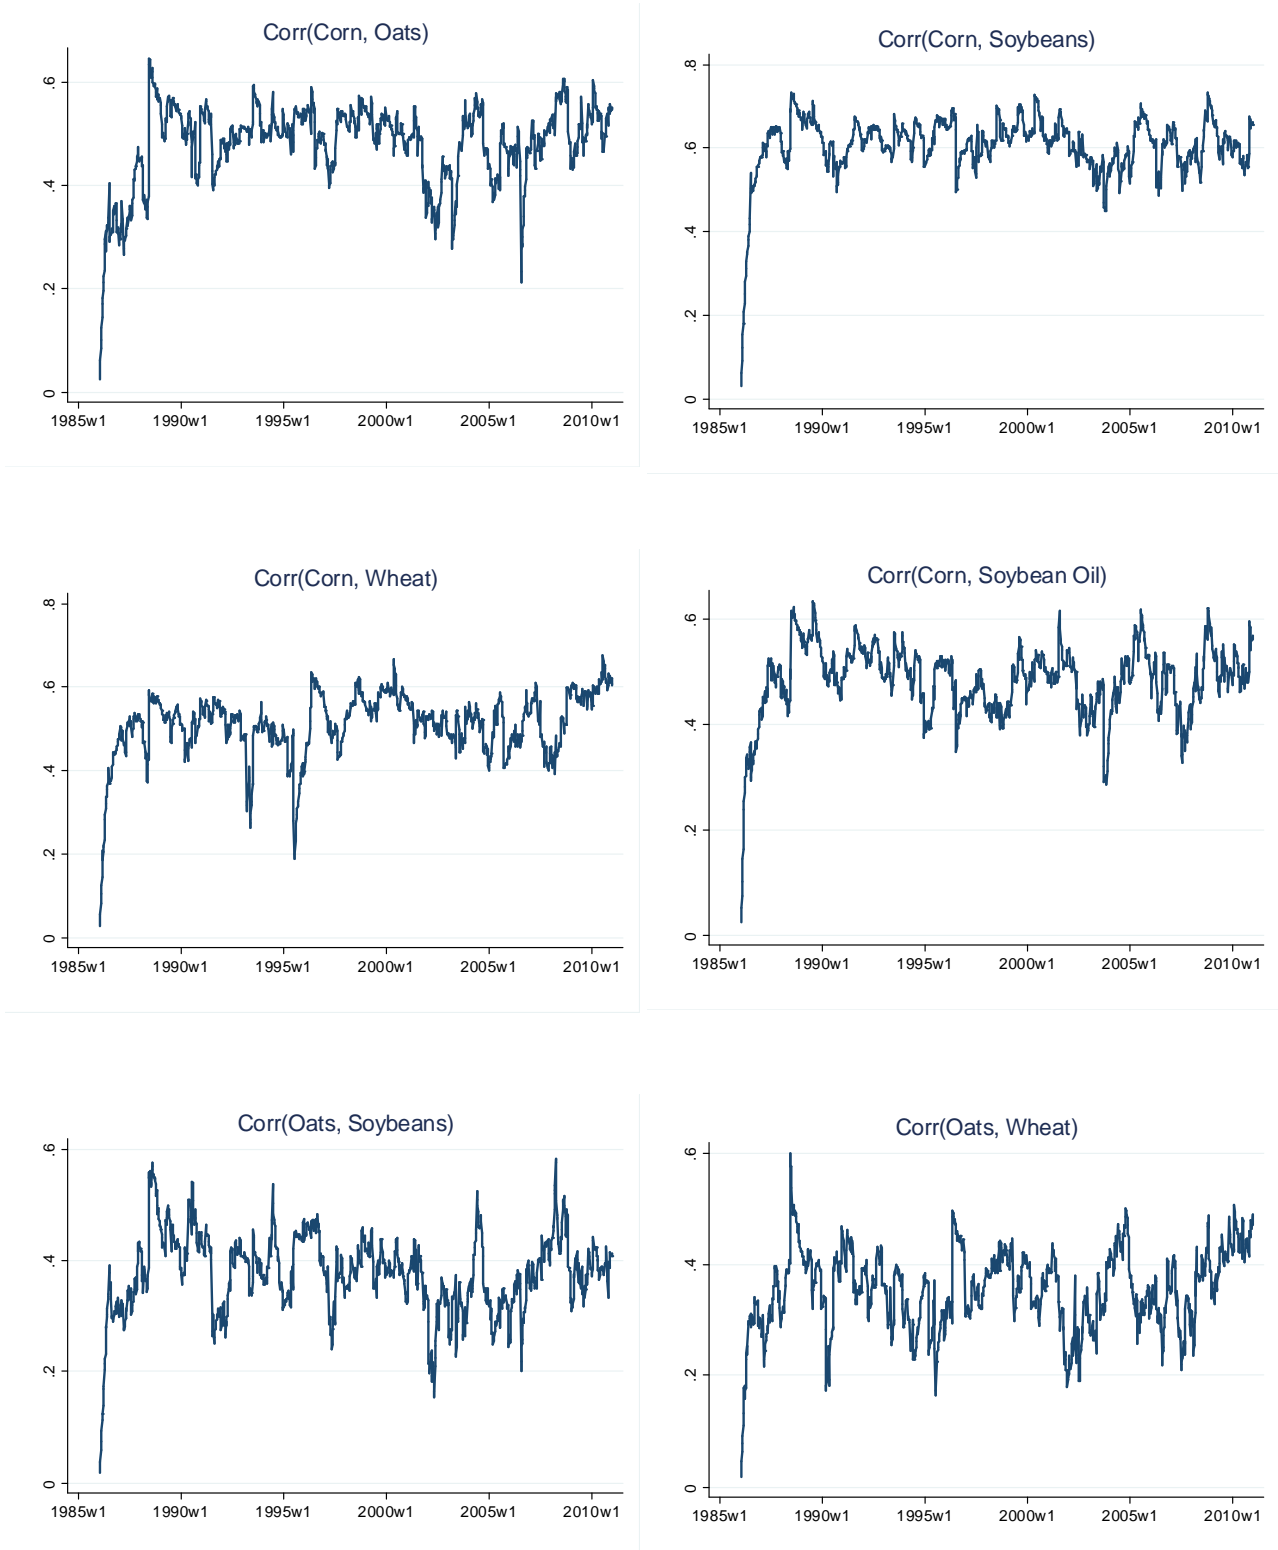 Corr(Corn, Oats)
.6
.4
.2
0
1985w1 1990w1 1995w1 2000w1 2005w1 2010w1
Corr(Corn, Soybeans)
.8
.6
.4
.2
0
1985w1 1990w1 1995w1 2000w1 2005w1 2010w1
Corr(Corn, Wheat)
.8
.6
.4
.2
0
1985w1 1990w1 1995w1 2000w1 2005w1 2010w1
Corr(Corn, Soybean Oil)
.6
.4
.2
0
1985w1 1990w1 1995w1 2000w1 2005w1 2010w1
Corr(Oats, Soybeans)
.6
.4
.2
0
1985w1 1990w1 1995w1 2000w1 2005w1 2010w1
Corr(Oats, Wheat)
.6
.4
.2
0
1985w1 1990w1 1995w1 2000w1 2005w1 2010w1